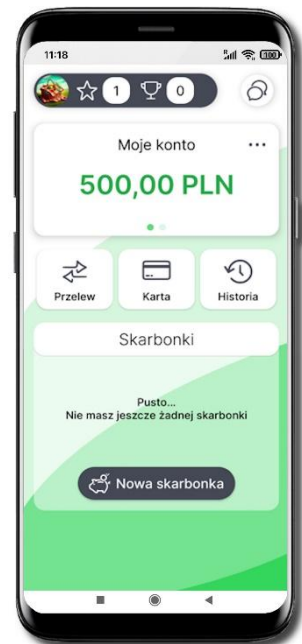 11:18
100
1
0
Moje konto
500,00 PLN
Przelew
Karta
Historia
Skarbonki
Pusto...
Nie masz jeszcze żadnej skarbonki
Nowa skarbonka